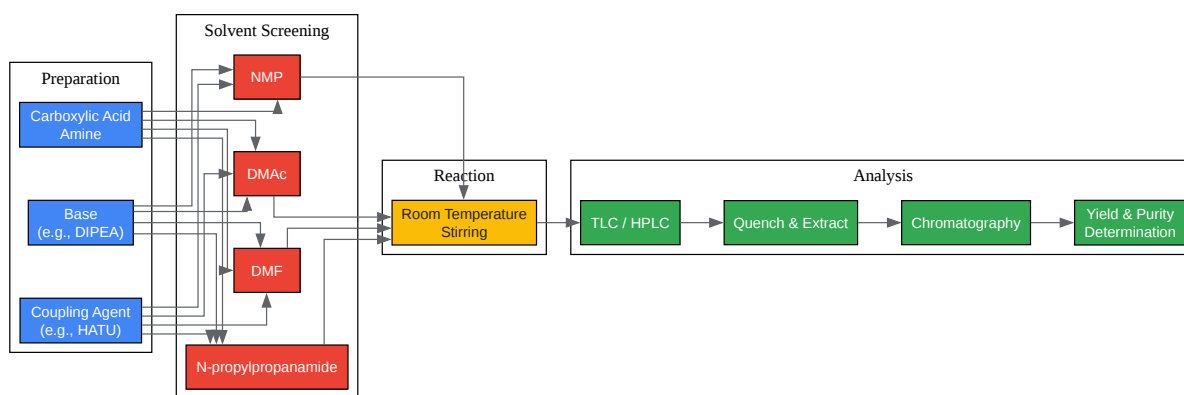 Preparation
Carboxylic Acid
Amine
Base
(e.g., DIPEA)
Coupling Agent
(e.g., HATU)
Solvent Screening
NMP
DMAc
DMF
N-propylpropanamide
Reaction
Room Temperature
Stirring
Analysis
TLC / HPLC
Quench & Extract
Chromatography
Yield & Purity
Determination